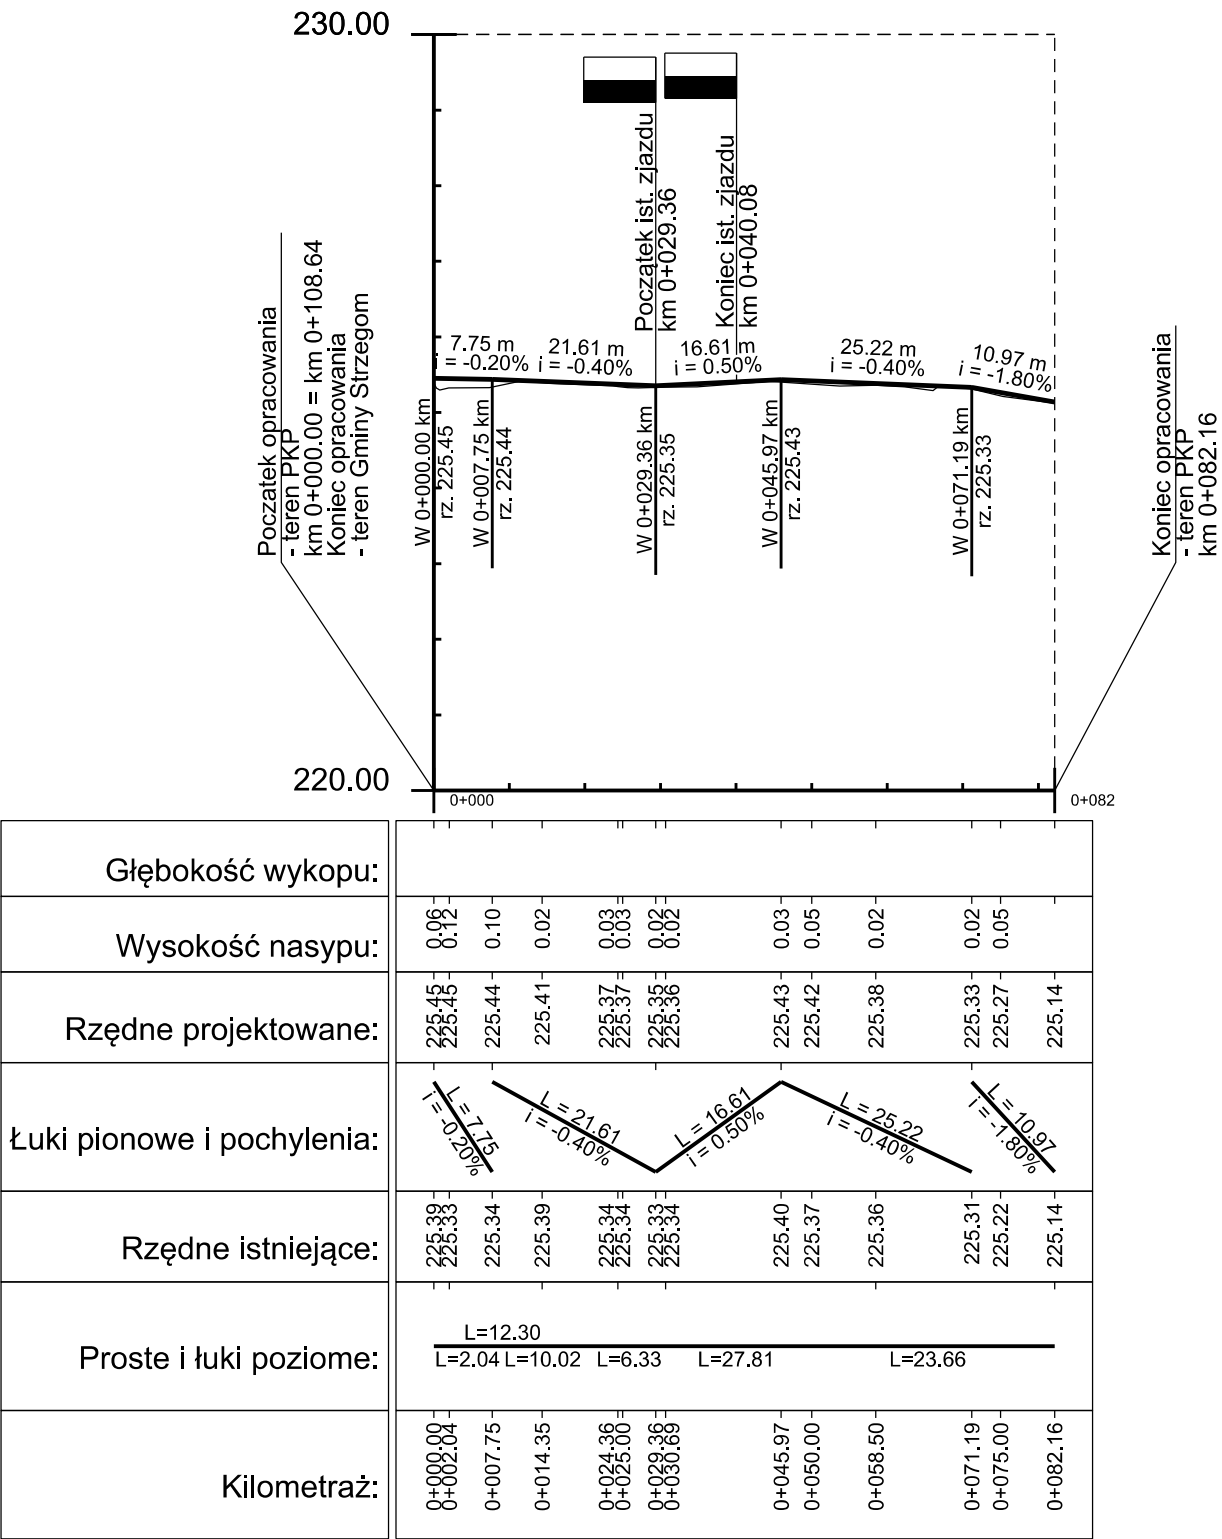 230.00
Początek ist. zjazdu
km 0+029.36
Koniec ist. zjazdu
km 0+040.08
Poczatek opracowania
- teren PKP
km 0+000.00 = km 0+108.64
Koniec opracowania
- teren Gminy Strzegom
7.75 m
i = -0.20%
21.61 m
i = -0.40%
16.61 m
i = 0.50%
25.22 m
i = -0.40%
10.97 m
i = -1.80%
W 0+000.00 km
rz. 225.45
W 0+007.75 km
rz. 225.44
W 0+029.36 km
rz. 225.35
W 0+045.97 km
rz. 225.43
W 0+071.19 km
rz. 225.33
Koniec opracowania
- teren PKP
km 0+082.16
220.00
0+000
0+082
Głębokość wykopu:
Wysokość nasypu:
0.06
0.12
0.10
0.02
0.03
0.03
0.02
0.02
0.03
0.05
0.02
0.02
0.05
Rzędne projektowane:
225.45
225.45
225.44
225.41
225.37
225.37
225.35
225.36
225.43
225.42
225.38
225.33
225.27
225.14
Łuki pionowe i pochylenia:
L = 7.75
i = -0.20%
L = 21.61
i = -0.40%
L = 16.61
i = 0.50%
L = 25.22
i = -0.40%
L = 10.97
i = -1.80%
Rzędne istniejące:
225.39
225.33
225.34
225.39
225.34
225.34
225.33
225.34
225.40
225.37
225.36
225.31
225.22
225.14
Proste i łuki poziome:
L=12.30
L=2.04 L=10.02 L=6.33 L=27.81 L=23.66
Kilometraż:
0+000.00
0+002.04
0+007.75
0+014.35
0+024.36
0+025.00
0+029.36
0+030.69
0+045.97
0+050.00
0+058.50
0+071.19
0+075.00
0+082.16